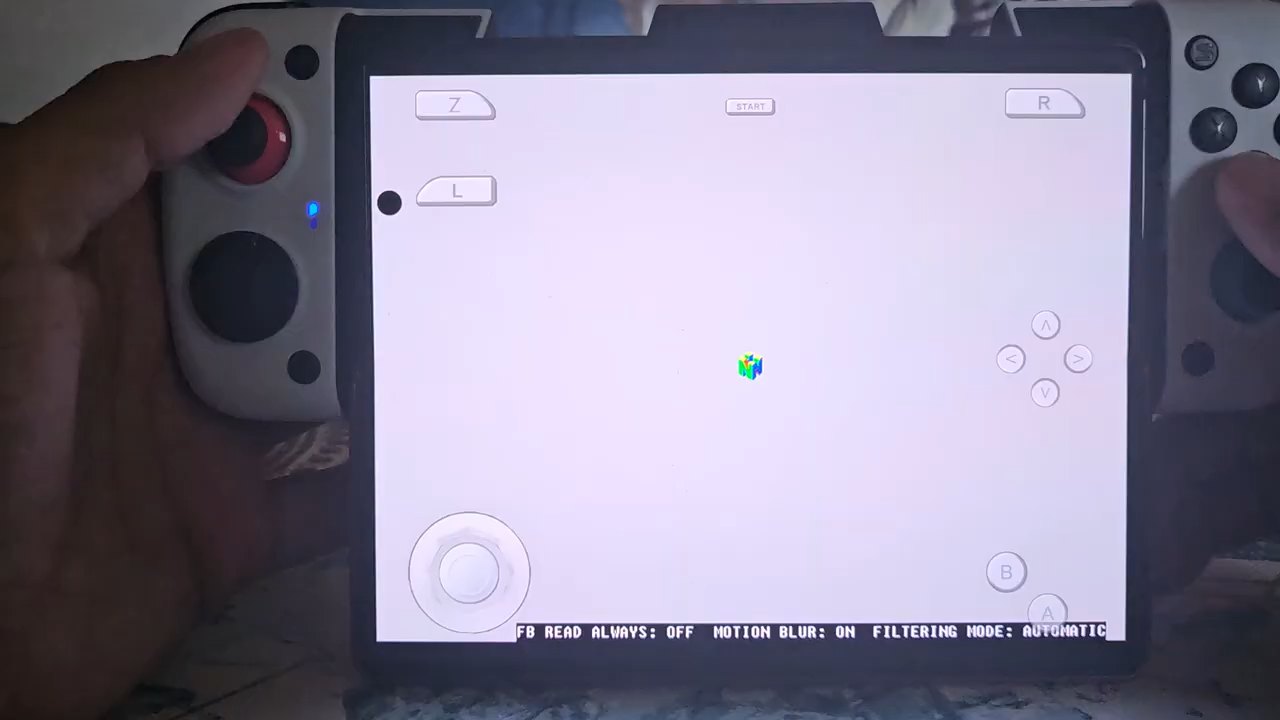 Z
START
R
Y
X
L
B
A
FB READ ALWAYS: OFF MOTION BLUR: ON FILTERING MODE: AUTOMATIC